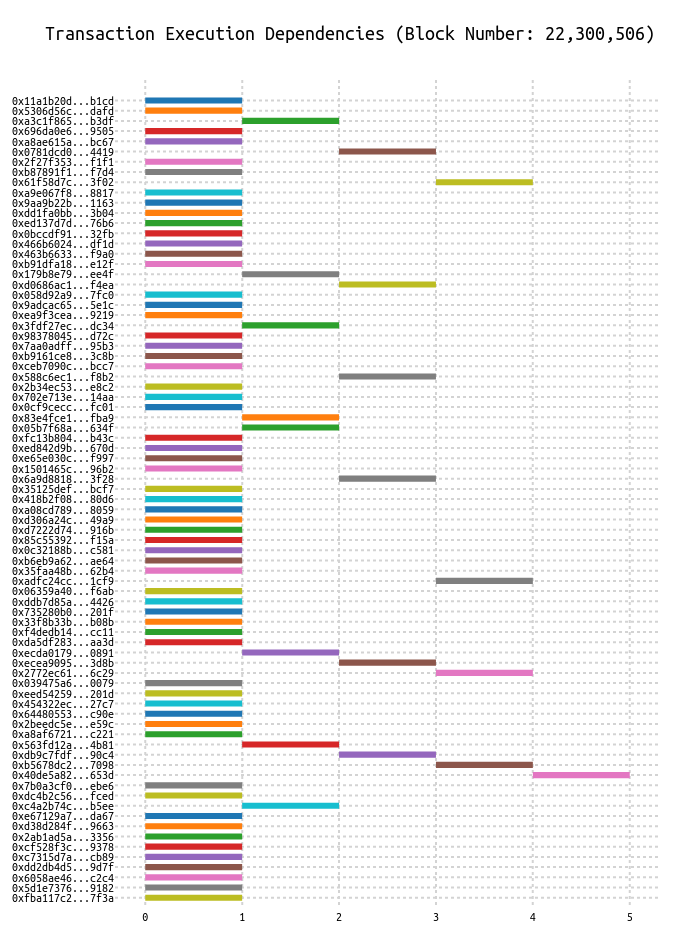 Transaction Execution Dependencies (Block Number: 22,300,506)
0x11a1b20d...b1cd
0x5306d56c...dafd
0xa3c1f865...b3df
0x696da0e6...9505
0xa8ae615a...bc67
0x0781dcd0...4419
0x2f27f353...f1f1
0xb87891f1...f7d4
0x61f58d7c...3f02
0xa9e067f8...8817
0x9aa9b22b...1163
0xdd1fa0bb...3b04
0xed137d7d...76b6
0x0bccdf91...32fb
0x466b6024...df1d
0x463b6633...f9a0
0xb91dfa18...e12f
0x179b8e79...ee4f
0xd0686ac1...f4ea
0x058d92a9...7fc0
0x9adcac65...5e1c
0xea9f3cea...9219
0x3fdf27ec...dc34
0x98378045...d72c
0x7aa0adff...95b3
0xb9161ce8...3c8b
0xceb7090c...bcc7
0x588c6ec1...f8b2
0x2b34ec53...e8c2
0x702e713e...14aa
0x0cf9cecc...fc01
0x83e4fce1...fba9
0x05b7f68a...634f
0xfc13b804...b43c
0xed842d9b...670d
0xe65e030c...f997
0x1501465c...96b2
0x6a9d8818...3f28
0x35125def...bcf7
0x418b2f08...80d6
0xa08cd789...8059
0xd306a24c...49a9
0xd7222d74...916b
0x85c55392...f15a
0x0c32188b...c581
0xb6eb9a62...ae64
0x35faa48b...62b4
0xadfc24cc...1cf9
0x06359a40...f6ab
0xddb7d85a...4426
0x735280b0...201f
0x33f8b33b...b08b
0xf4dedb14...cc11
0xda5df283...aa3d
0xecda0179...0891
0xecea9095...3d8b
0x2772ec61...6c29
0x039475a6...0079
0xeed54259...201d
0x454322ec...27c7
0x64480553...c90e
0x2beedc5e...e59c
0xa8af6721...c221
0x563fd12a...4b81
0xdb9c7fdf...90c4
0xb5678dc2...7098
0x40de5a82...653d
0x7b0a3cf0...ebe6
0xdc4b2c56...fced
0xc4a2b74c...b5ee
0xe67129a7...da67
0xd38d284f...9663
0x2ab1ad5a...3356
0xcf528f3c...9378
0xc7315d7a...cb89
0xdd2db4d5...9d7f
0x6058ae46...c2c4
0x5d1e7376...9182
0xfba117c2...7f3a
0 1 2 3 4 5